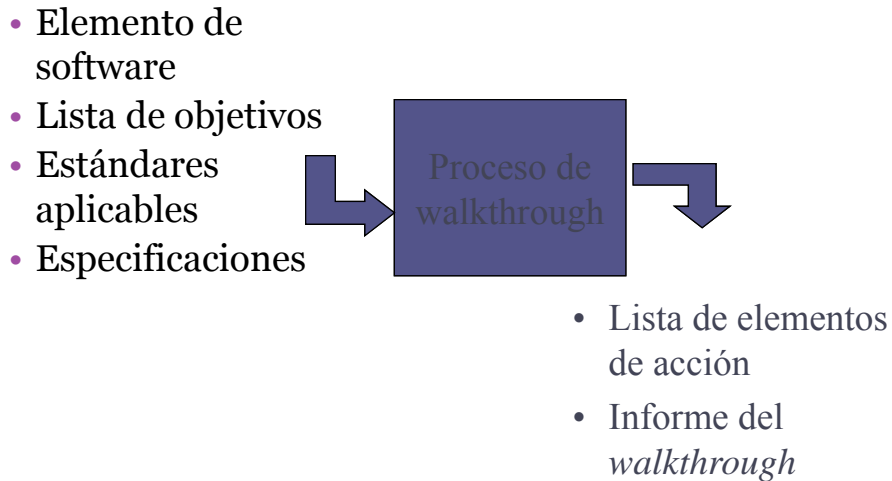 • Elemento de
software
• Lista de objetivos
• Estándares
aplicables
• Especificaciones
Proceso de
walkthrough
• Lista de elementos
de acción
• Informe del
walkthrough